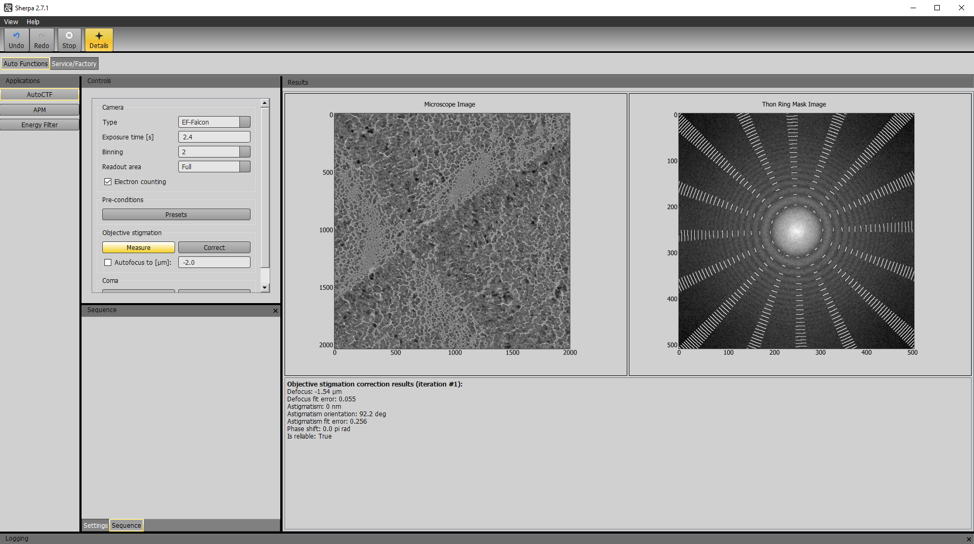 Sherpa 2.7.1
View Help
Undo Redo Stop Details
Auto Functions Service/Factory
Applications
AutoCTF
APM
Energy Filter
Controls
Camera
Type EF-Falcon
Exposure time [s] 2.4
Binning 2
Readout area Full
Electron counting
Pre-conditions
Presets
Objective stigmation
Measure Correct
Autofocus to [µm]: -2.0
Coma
Sequence
Settings Sequence
Results
Microscope Image
0
500
1000
1500
2000
0 500 1000 1500 2000
Thon Ring Mask Image
0
100
200
300
400
500
0 100 200 300 400 500
Objective stigmation correction results (iteration #1):
Defocus: -1.54 µm
Defocus fit error: 0.055
Astigmatism: 0 nm
Astigmatism orientation: 92.2 deg
Astigmatism fit error: 0.256
Phase shift: 0.0 pi rad
Is reliable: True
Logging